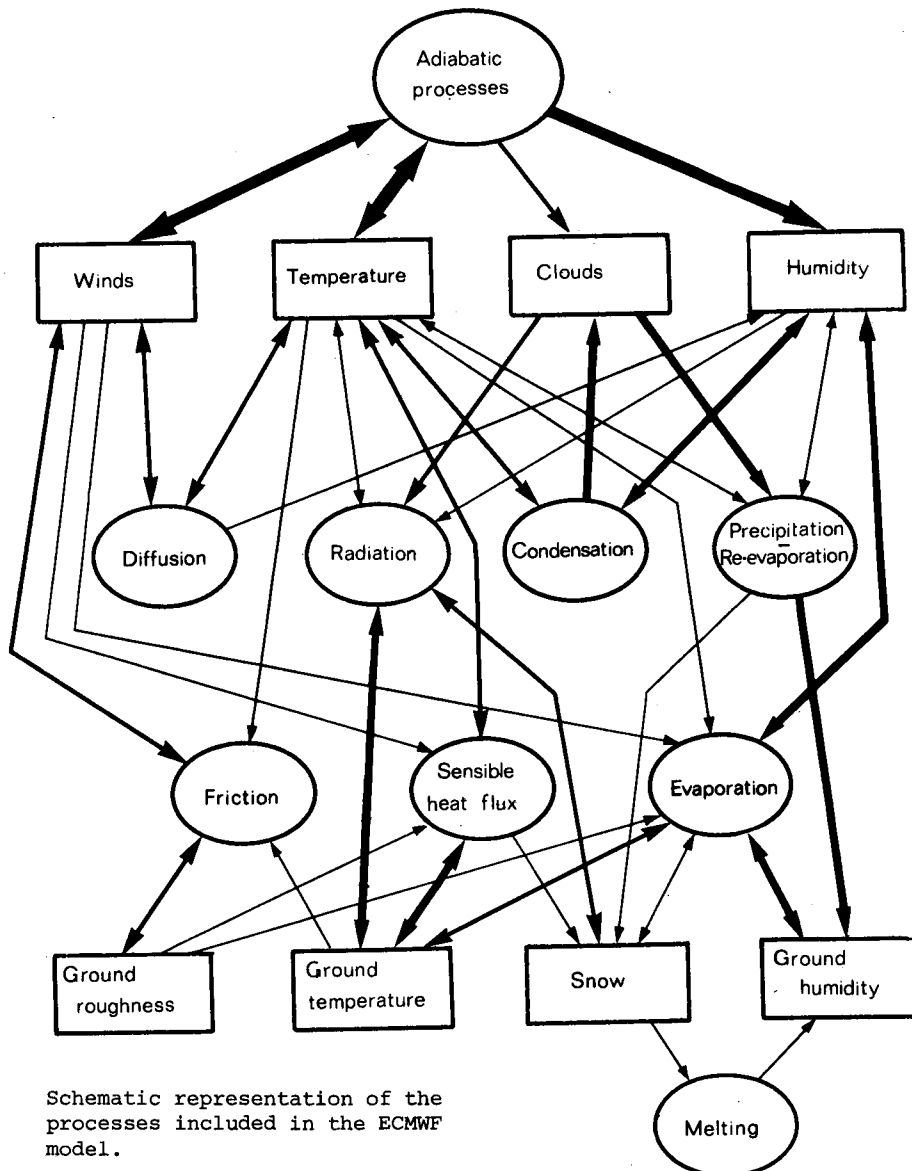 Adiabatic
processes
Winds
Temperature
Clouds
Humidity
Diffusion
Radiation
Condensation
Precipitation
–
Re-evaporation
Friction
Sensible
heat flux
Evaporation
Ground
roughness
Ground
temperature
Snow
Ground
humidity
Melting
Schematic representation of the
processes included in the ECMWF
model.